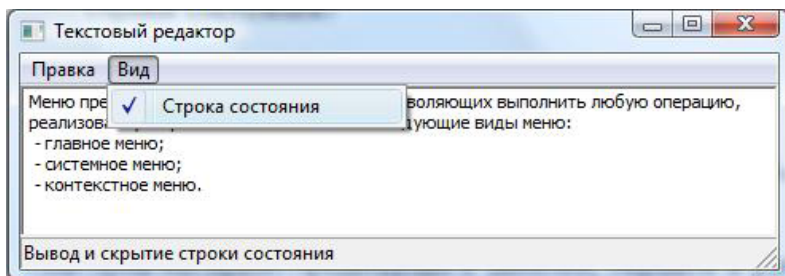 Текстовый редактор
Правка Вид
Строка состояния
Меню пре воляющих выполнить любую операцию,
реализова ующие виды меню:
- главное меню;
- системное меню;
- контекстное меню.
Вывод и скрытие строки состояния